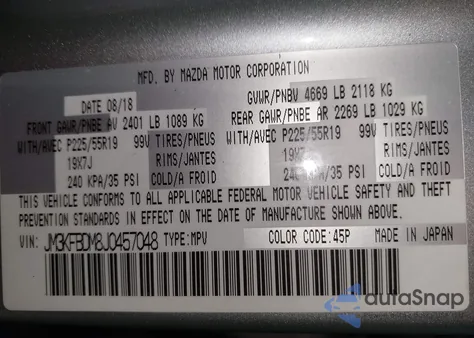 MFD. BY MAZDA MOTOR CORPORATION
DATE 08/18
GVWR/PNBV 4669 LB 2118 KG
FRONT GAWR/PNBE AV 2401 LB 1089 KG
REAR GAWR/PNBE AR 2269 LB 1029 KG
WITH/AVEC P225/55R19 99V TIRES/PNEUS
WITH/AVEC P225/55R19 99V TIRES/PNEUS
19X7J RIMS/JANTES
19X7J RIMS/JANTES
240 KPA/35 PSI COLD/A FROID
240 KPA/35 PSI COLD/A FROID
THIS VEHICLE CONFORMS TO ALL APPLICABLE FEDERAL MOTOR VEHICLE SAFETY AND THEFT
PREVENTION STANDARDS IN EFFECT ON THE DATE OF MANUFACTURE SHOWN ABOVE.
VIN: JM3KFBDM8J0457048 TYPE:MPV
COLOR CODE: 45P
MADE IN JAPAN
autoSnap